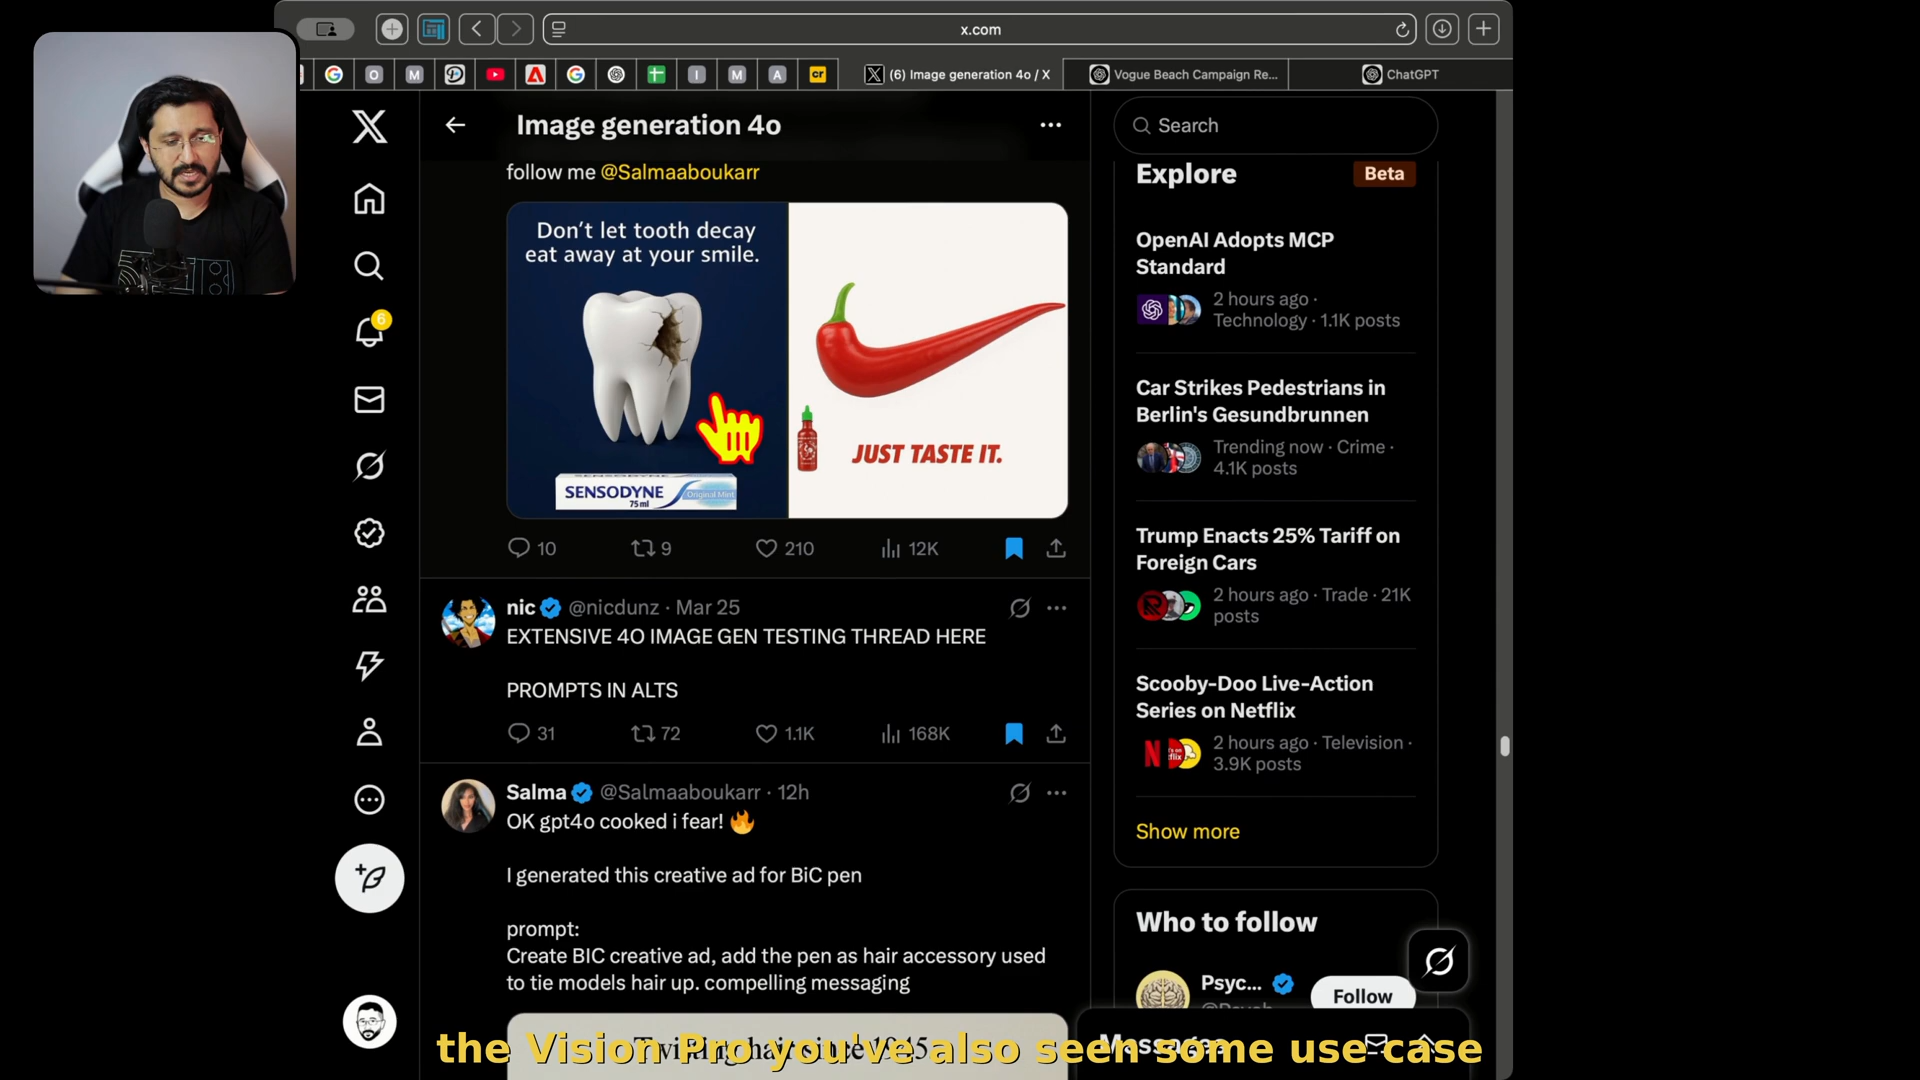 x.com
(6) Image generation 4o / X
Vogue Beach Campaign Re...
ChatGPT
Image generation 4o
Search
follow me @Salmaaboukarr
Don't let tooth decay
eat away at your smile.
SENSODYNE
Original Mint
75 ml
JUST TASTE IT.
10
9
210
12K
nic @nicdunz · Mar 25
EXTENSIVE 4O IMAGE GEN TESTING THREAD HERE
PROMPTS IN ALTS
31
72
1.1K
168K
Salma @Salmaaboukarr · 12h
OK gpt4o cooked i fear! 🔥
I generated this creative ad for BiC pen
prompt:
Create BIC creative ad, add the pen as hair accessory used
to tie models hair up. compelling messaging
Explore
Beta
OpenAI Adopts MCP
Standard
2 hours ago ·
Technology · 1.1K posts
Car Strikes Pedestrians in
Berlin's Gesundbrunnen
Trending now · Crime ·
4.1K posts
Trump Enacts 25% Tariff on
Foreign Cars
2 hours ago · Trade · 21K
posts
Scooby-Doo Live-Action
Series on Netflix
2 hours ago · Television ·
3.9K posts
Show more
Who to follow
Psyc...
Follow
Messages
6
the Vision Pro you've also seen some use case